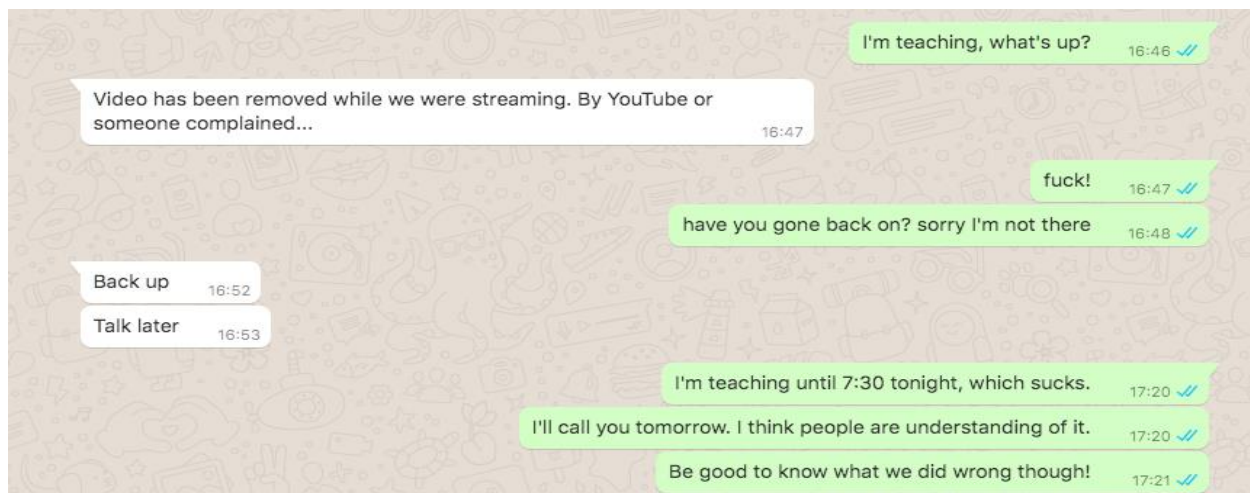 I'm teaching, what's up?
16:46
Video has been removed while we were streaming. By YouTube or
someone complained...
16:47
fuck!
16:47
have you gone back on? sorry I'm not there
16:48
Back up
16:52
Talk later
16:53
I'm teaching until 7:30 tonight, which sucks.
17:20
I'll call you tomorrow. I think people are understanding of it.
17:20
Be good to know what we did wrong though!
17:21